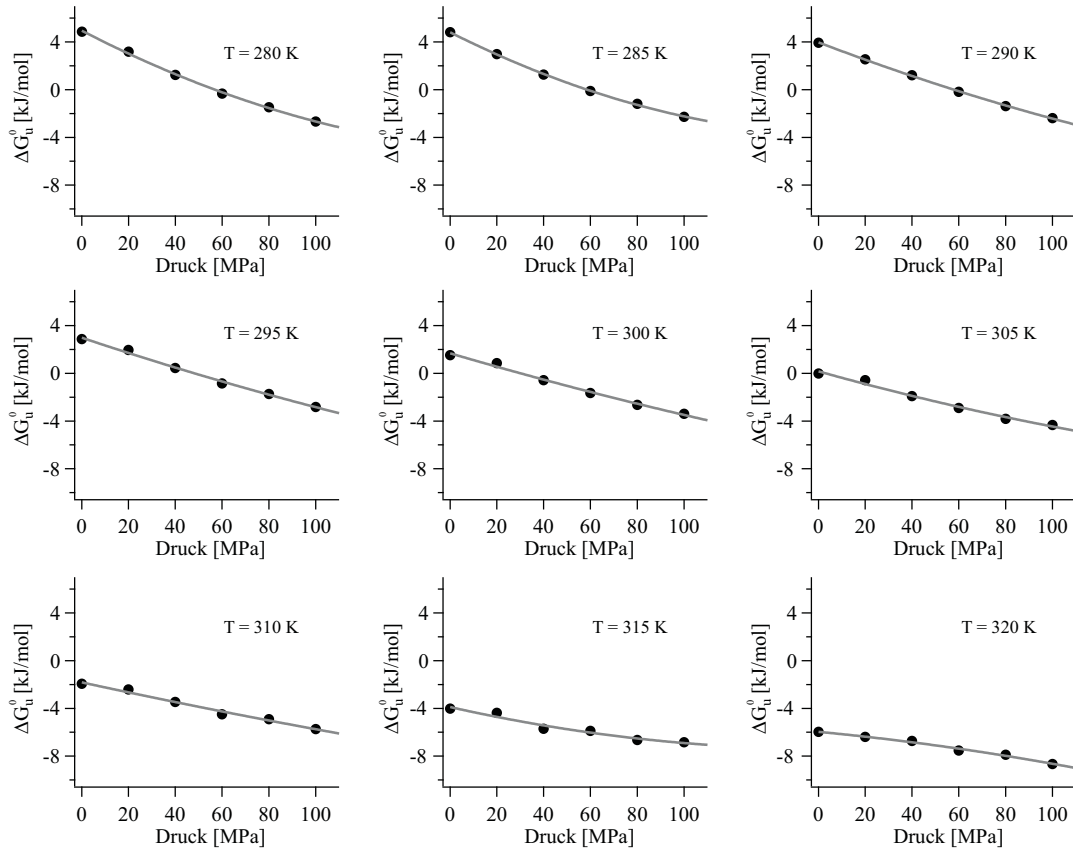 ΔG⁰ᵤ [kJ/mol]
4
0
-4
-8
T = 280 K
0 20 40 60 80 100
Druck [MPa]
ΔG⁰ᵤ [kJ/mol]
4
0
-4
-8
T = 285 K
0 20 40 60 80 100
Druck [MPa]
ΔG⁰ᵤ [kJ/mol]
4
0
-4
-8
T = 290 K
0 20 40 60 80 100
Druck [MPa]
ΔG⁰ᵤ [kJ/mol]
4
0
-4
-8
T = 295 K
0 20 40 60 80 100
Druck [MPa]
ΔG⁰ᵤ [kJ/mol]
4
0
-4
-8
T = 300 K
0 20 40 60 80 100
Druck [MPa]
ΔG⁰ᵤ [kJ/mol]
4
0
-4
-8
T = 305 K
0 20 40 60 80 100
Druck [MPa]
ΔG⁰ᵤ [kJ/mol]
4
0
-4
-8
T = 310 K
0 20 40 60 80 100
Druck [MPa]
ΔG⁰ᵤ [kJ/mol]
4
0
-4
-8
T = 315 K
0 20 40 60 80 100
Druck [MPa]
ΔG⁰ᵤ [kJ/mol]
4
0
-4
-8
T = 320 K
0 20 40 60 80 100
Druck [MPa]